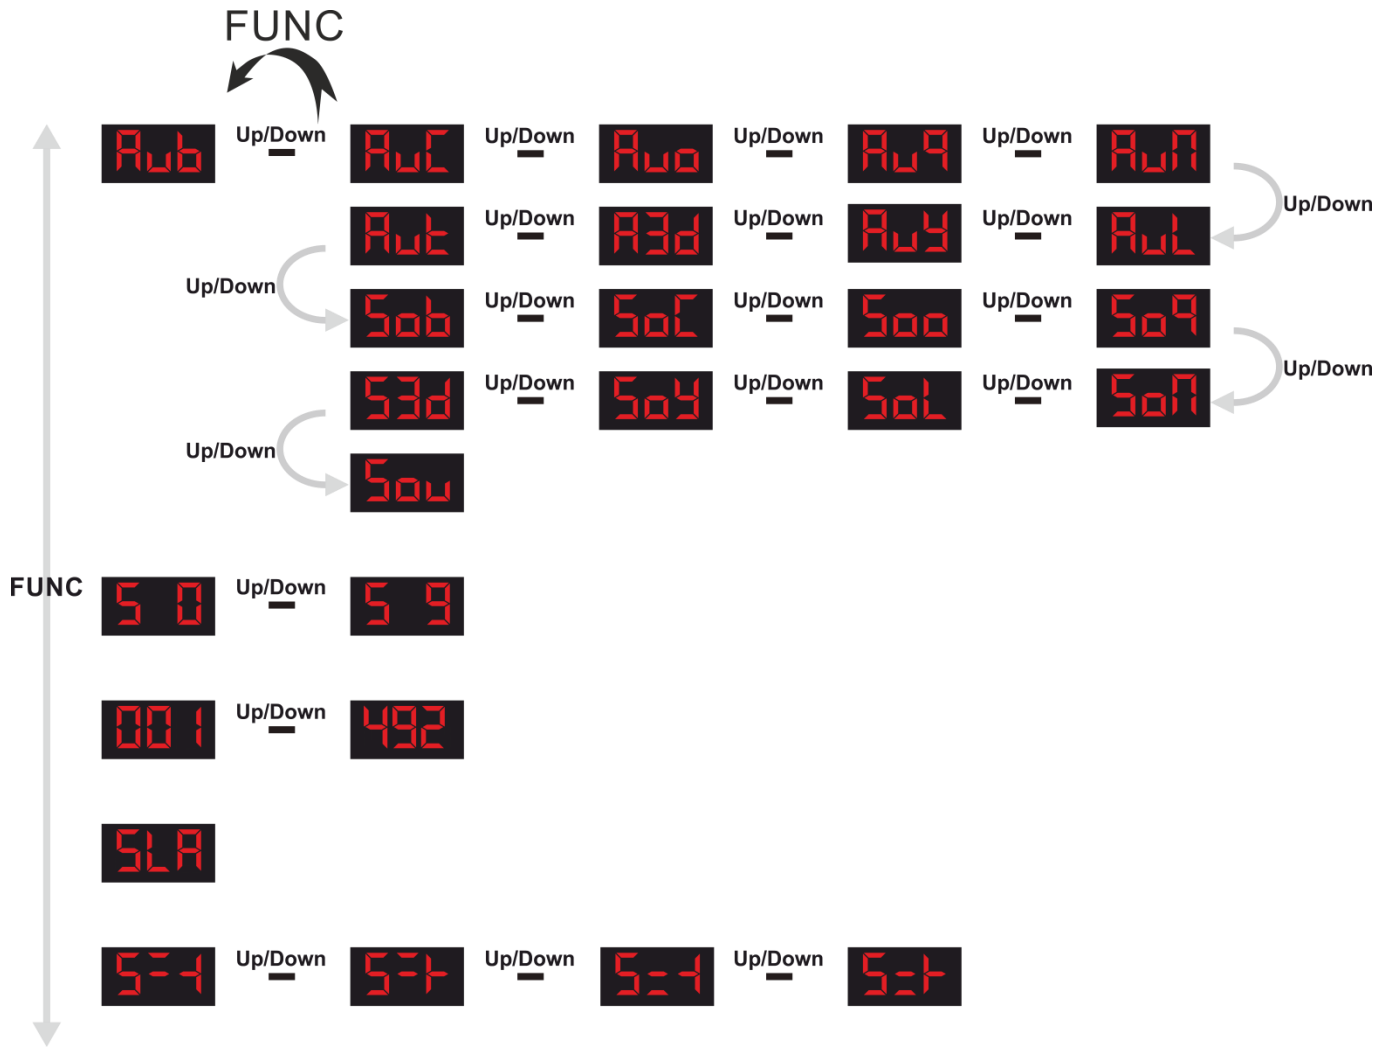 FUNC
Aub Up/Down AuC Up/Down Auo Up/Down Auq Up/Down Aun
Up/Down
Aut Up/Down A3d Up/Down Auy Up/Down AuL
Up/Down
Sob Up/Down SoC Up/Down Soo Up/Down Soq
Up/Down
S3d Up/Down Soy Up/Down SoL Up/Down Son
Up/Down
Sou
FUNC
S 0 Up/Down S 9
001 Up/Down 492
SLA
Up/Down Up/Down Up/Down